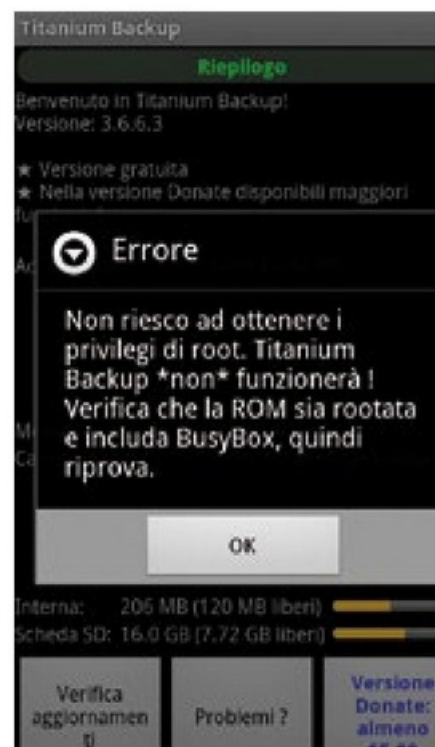 Titanium Backup
Riepilogo
Benvenuto in Titanium Backup!
Versione: 3.6.6.3
★ Versione gratuita
★ Nella versione Donate disponibili maggiori
Errore
Non riesco ad ottenere i
privilegi di root. Titanium
Backup *non* funzionerà !
Verifica che la ROM sia rootata
e includa BusyBox, quindi
riprova.
OK
Interna: 206 MB (120 MB liberi)
Scheda SD: 16.0 GB (7.72 GB liberi)
Verifica
aggiornamen
ti
Problemi ?
Versione
Donate:
almeno